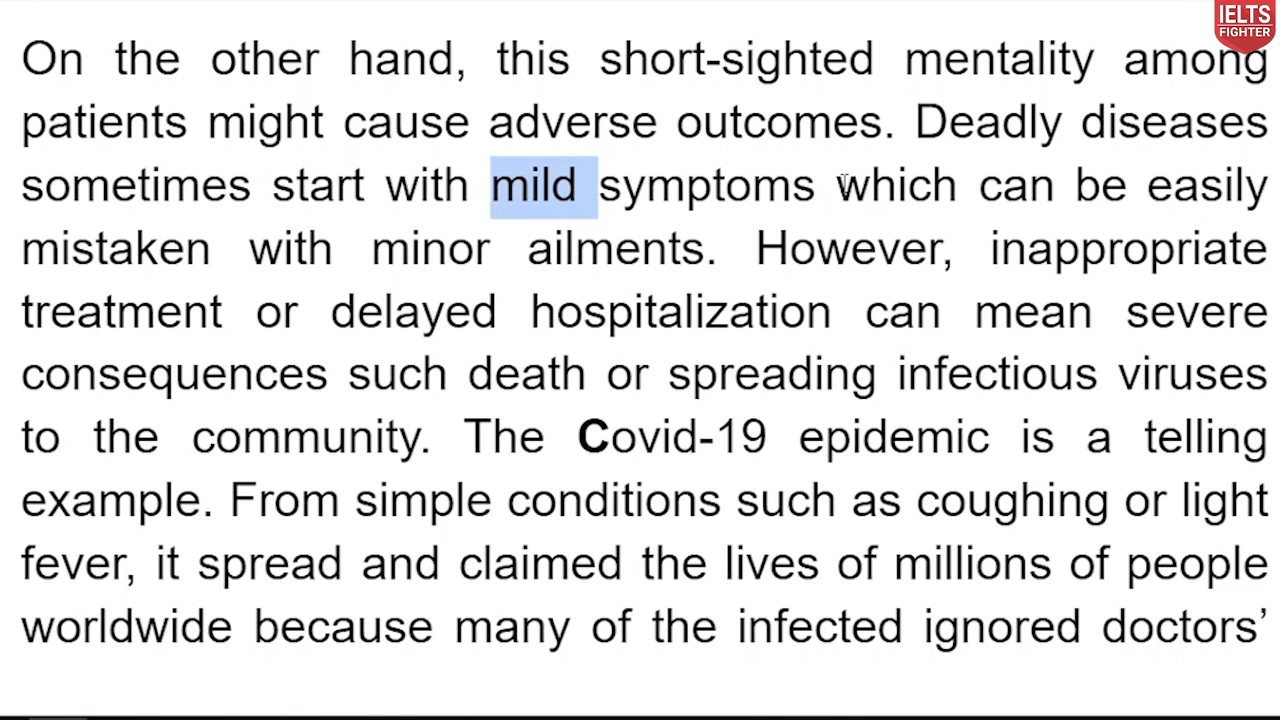 IELTS
FIGHTER
On the other hand, this short-sighted mentality among
patients might cause adverse outcomes. Deadly diseases
sometimes start with mild symptoms which can be easily
mistaken with minor ailments. However, inappropriate
treatment or delayed hospitalization can mean severe
consequences such death or spreading infectious viruses
to the community. The Covid-19 epidemic is a telling
example. From simple conditions such as coughing or light
fever, it spread and claimed the lives of millions of people
worldwide because many of the infected ignored doctors’